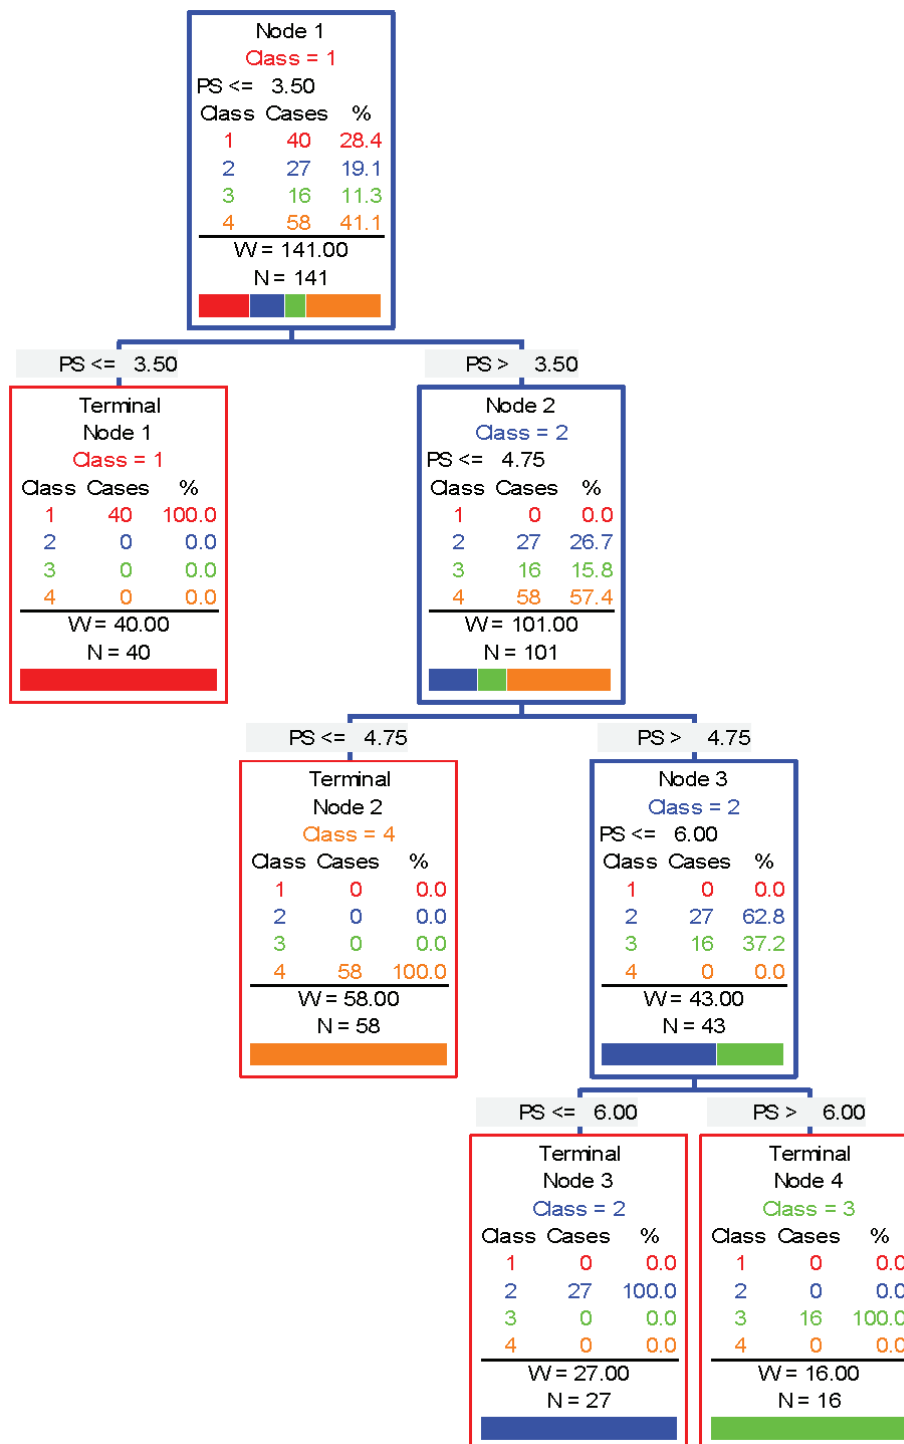 Node 1
Class = 1
PS <= 3.50
Class Cases %
1 40 28.4
2 27 19.1
3 16 11.3
4 58 41.1
W = 141.00
N = 141
PS <= 3.50
PS > 3.50
Terminal
Node 1
Class = 1
Class Cases %
1 40 100.0
2 0 0.0
3 0 0.0
4 0 0.0
W = 40.00
N = 40
Node 2
Class = 2
PS <= 4.75
Class Cases %
1 0 0.0
2 27 26.7
3 16 15.8
4 58 57.4
W = 101.00
N = 101
PS <= 4.75
PS > 4.75
Terminal
Node 2
Class = 4
Class Cases %
1 0 0.0
2 0 0.0
3 0 0.0
4 58 100.0
W = 58.00
N = 58
Node 3
Class = 2
PS <= 6.00
Class Cases %
1 0 0.0
2 27 62.8
3 16 37.2
4 0 0.0
W = 43.00
N = 43
PS <= 6.00
PS > 6.00
Terminal
Node 3
Class = 2
Class Cases %
1 0 0.0
2 27 100.0
3 0 0.0
4 0 0.0
W = 27.00
N = 27
Terminal
Node 4
Class = 3
Class Cases %
1 0 0.0
2 0 0.0
3 16 100.0
4 0 0.0
W = 16.00
N = 16